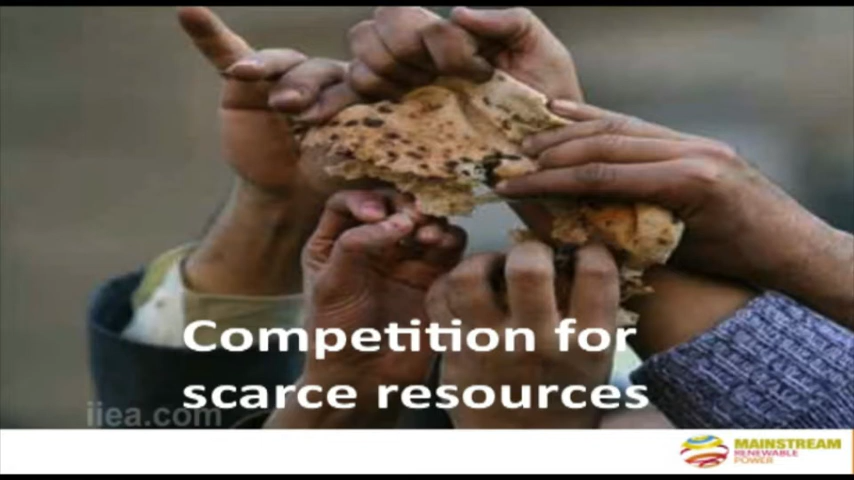 Competition for
scarce resources
iiea.com
MAINSTREAM
RENEWABLE
POWER